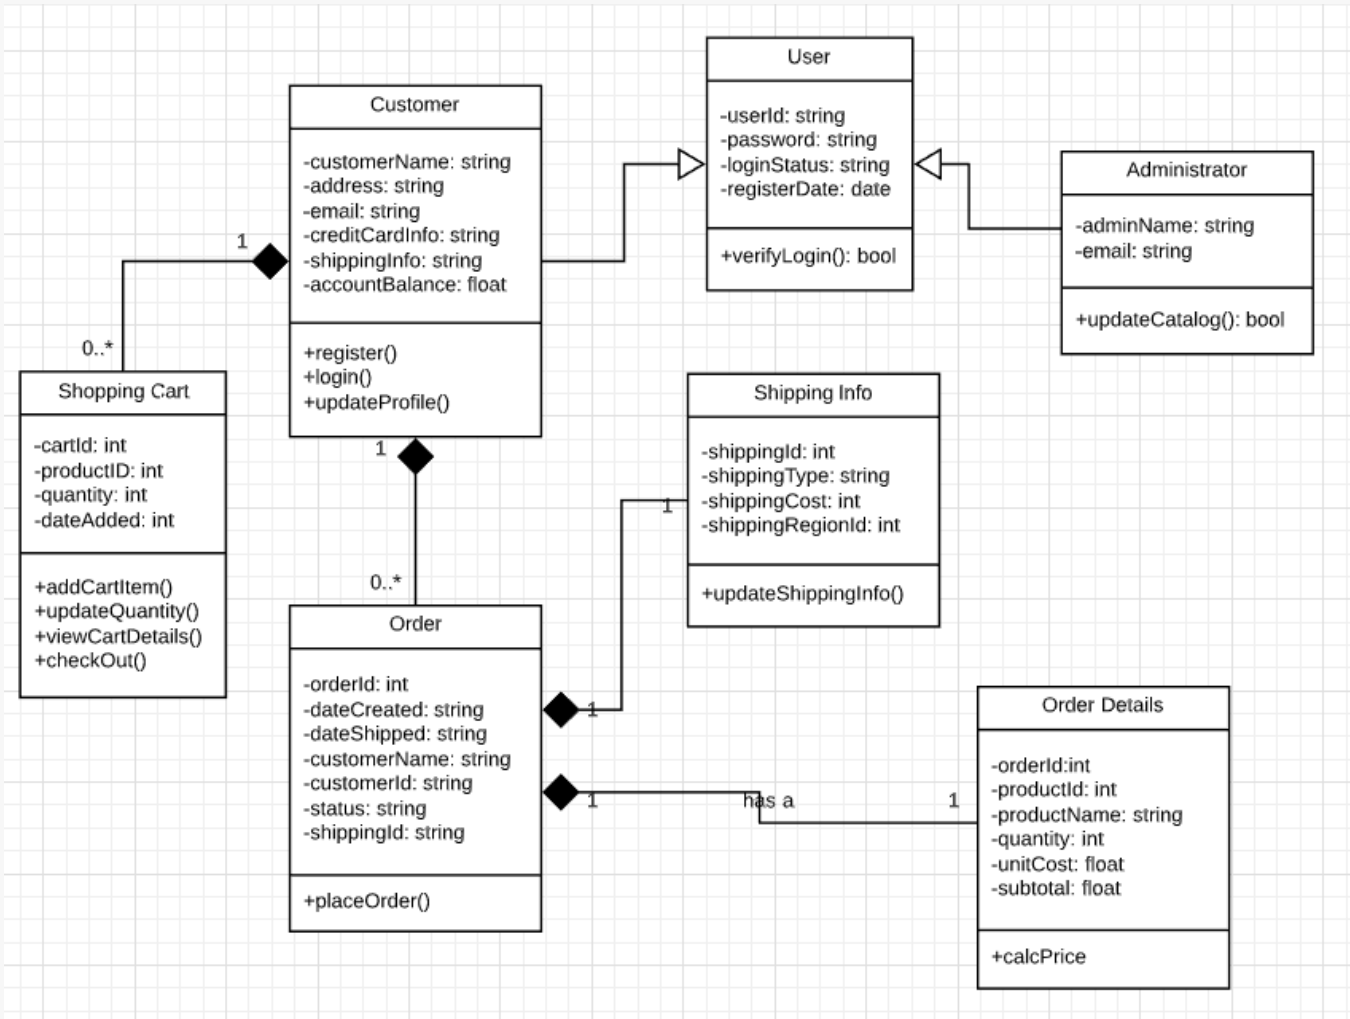 User
-userId: string
-password: string
-loginStatus: string
-registerDate: date
+verifyLogin(): bool
Customer
-customerName: string
-address: string
-email: string
-creditCardInfo: string
-shippingInfo: string
-accountBalance: float
+register()
+login()
+updateProfile()
Administrator
-adminName: string
-email: string
+updateCatalog(): bool
1
0..*
Shopping Cart
-cartId: int
-productID: int
-quantity: int
-dateAdded: int
+addCartItem()
+updateQuantity()
+viewCartDetails()
+checkOut()
1
0..*
Shipping Info
-shippingId: int
-shippingType: string
-shippingCost: int
-shippingRegionId: int
+updateShippingInfo()
1
Order
-orderId: int
-dateCreated: string
-dateShipped: string
-customerName: string
-customerId: string
-status: string
-shippingId: string
+placeOrder()
1
1
has a
1
Order Details
-orderId:int
-productId: int
-productName: string
-quantity: int
-unitCost: float
-subtotal: float
+calcPrice